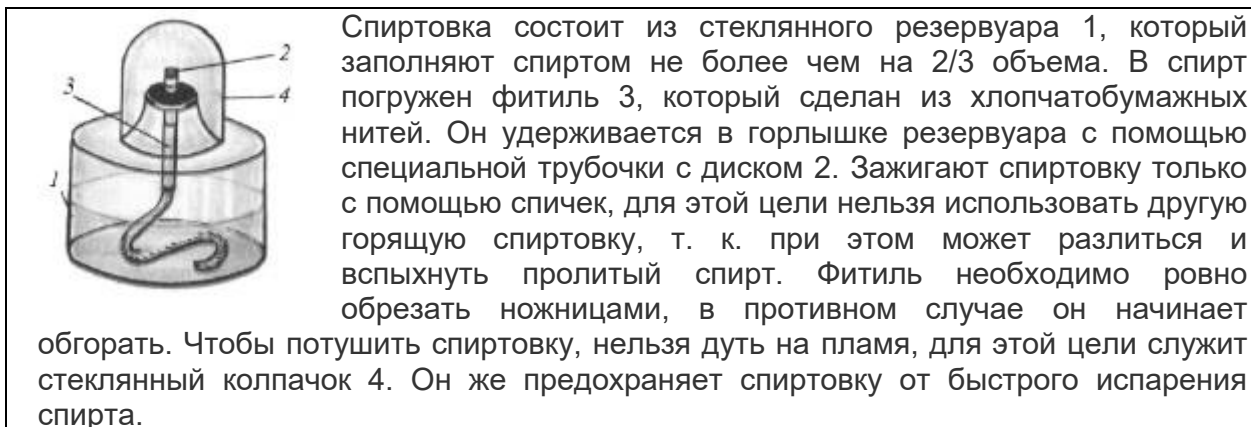 2
3
4
1
Спиртовка состоит из стеклянного резервуара 1, который
заполняют спиртом не более чем на 2/3 объема. В спирт
погружен фитиль 3, который сделан из хлопчатобумажных
нитей. Он удерживается в горлышке резервуара с помощью
специальной трубочки с диском 2. Зажигают спиртовку только
с помощью спичек, для этой цели нельзя использовать другую
горящую спиртовку, т. к. при этом может разлиться и
вспыхнуть пролитый спирт. Фитиль необходимо ровно
обрезать ножницами, в противном случае он начинает
обгорать. Чтобы потушить спиртовку, нельзя дуть на пламя, для этой цели служит
стеклянный колпачок 4. Он же предохраняет спиртовку от быстрого испарения
спирта.